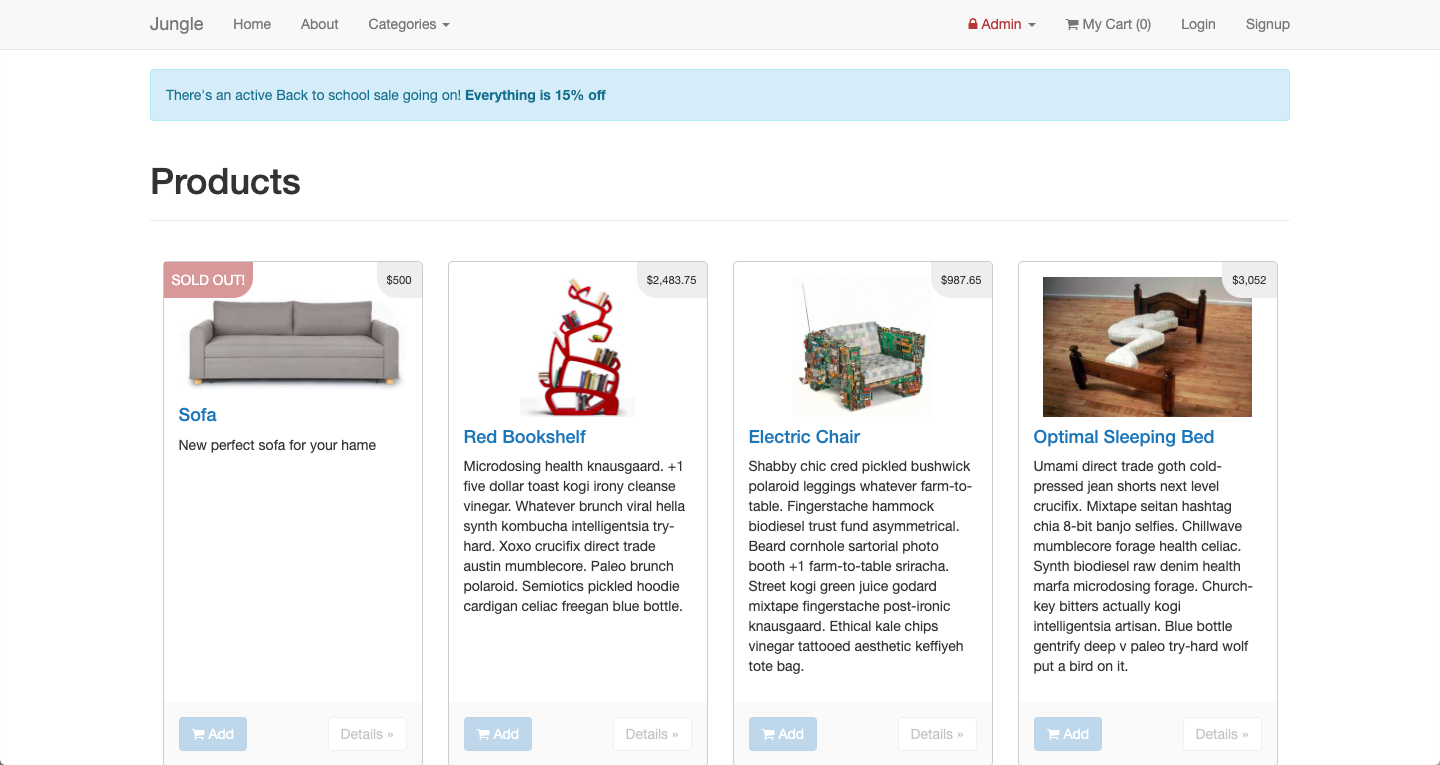 Jungle Home About Categories Admin My Cart (0) Login Signup
There's an active Back to school sale going on! Everything is 15% off
Products
SOLD OUT!
$500
Sofa
New perfect sofa for your hame
Add
Details »
$2,483.75
Red Bookshelf
Microdosing health knausgaard. +1
five dollar toast kogi irony cleanse
vinegar. Whatever brunch viral hella
synth kombucha intelligentsia try-
hard. Xoxo crucifix direct trade
austin mumblecore. Paleo brunch
polaroid. Semiotics pickled hoodie
cardigan celiac freegan blue bottle.
Add
Details »
$987.65
Electric Chair
Shabby chic cred pickled bushwick
polaroid leggings whatever farm-to-
table. Fingerstache hammock
biodiesel trust fund asymmetrical.
Beard cornhole sartorial photo
booth +1 farm-to-table sriracha.
Street kogi green juice godard
mixtape fingerstache post-ironic
knausgaard. Ethical kale chips
vinegar tattooed aesthetic keffiyeh
tote bag.
Add
Details »
$3,052
Optimal Sleeping Bed
Umami direct trade goth cold-
pressed jean shorts next level
crucifix. Mixtape seitan hashtag
chia 8-bit banjo selfies. Chillwave
mumblecore forage health celiac.
Synth biodiesel raw denim health
marfa microdosing forage. Church-
key bitters actually kogi
intelligentsia artisan. Blue bottle
gentrify deep v paleo try-hard wolf
put a bird on it.
Add
Details »